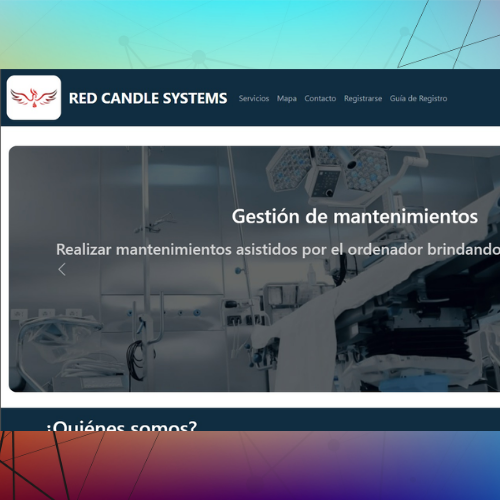 RED CANDLE SYSTEMS
Servicios Mapa Contacto Registrarse Guía de Registro
Gestión de mantenimientos
Realizar mantenimientos asistidos por el ordenador brindando
¿Quiénes somos?